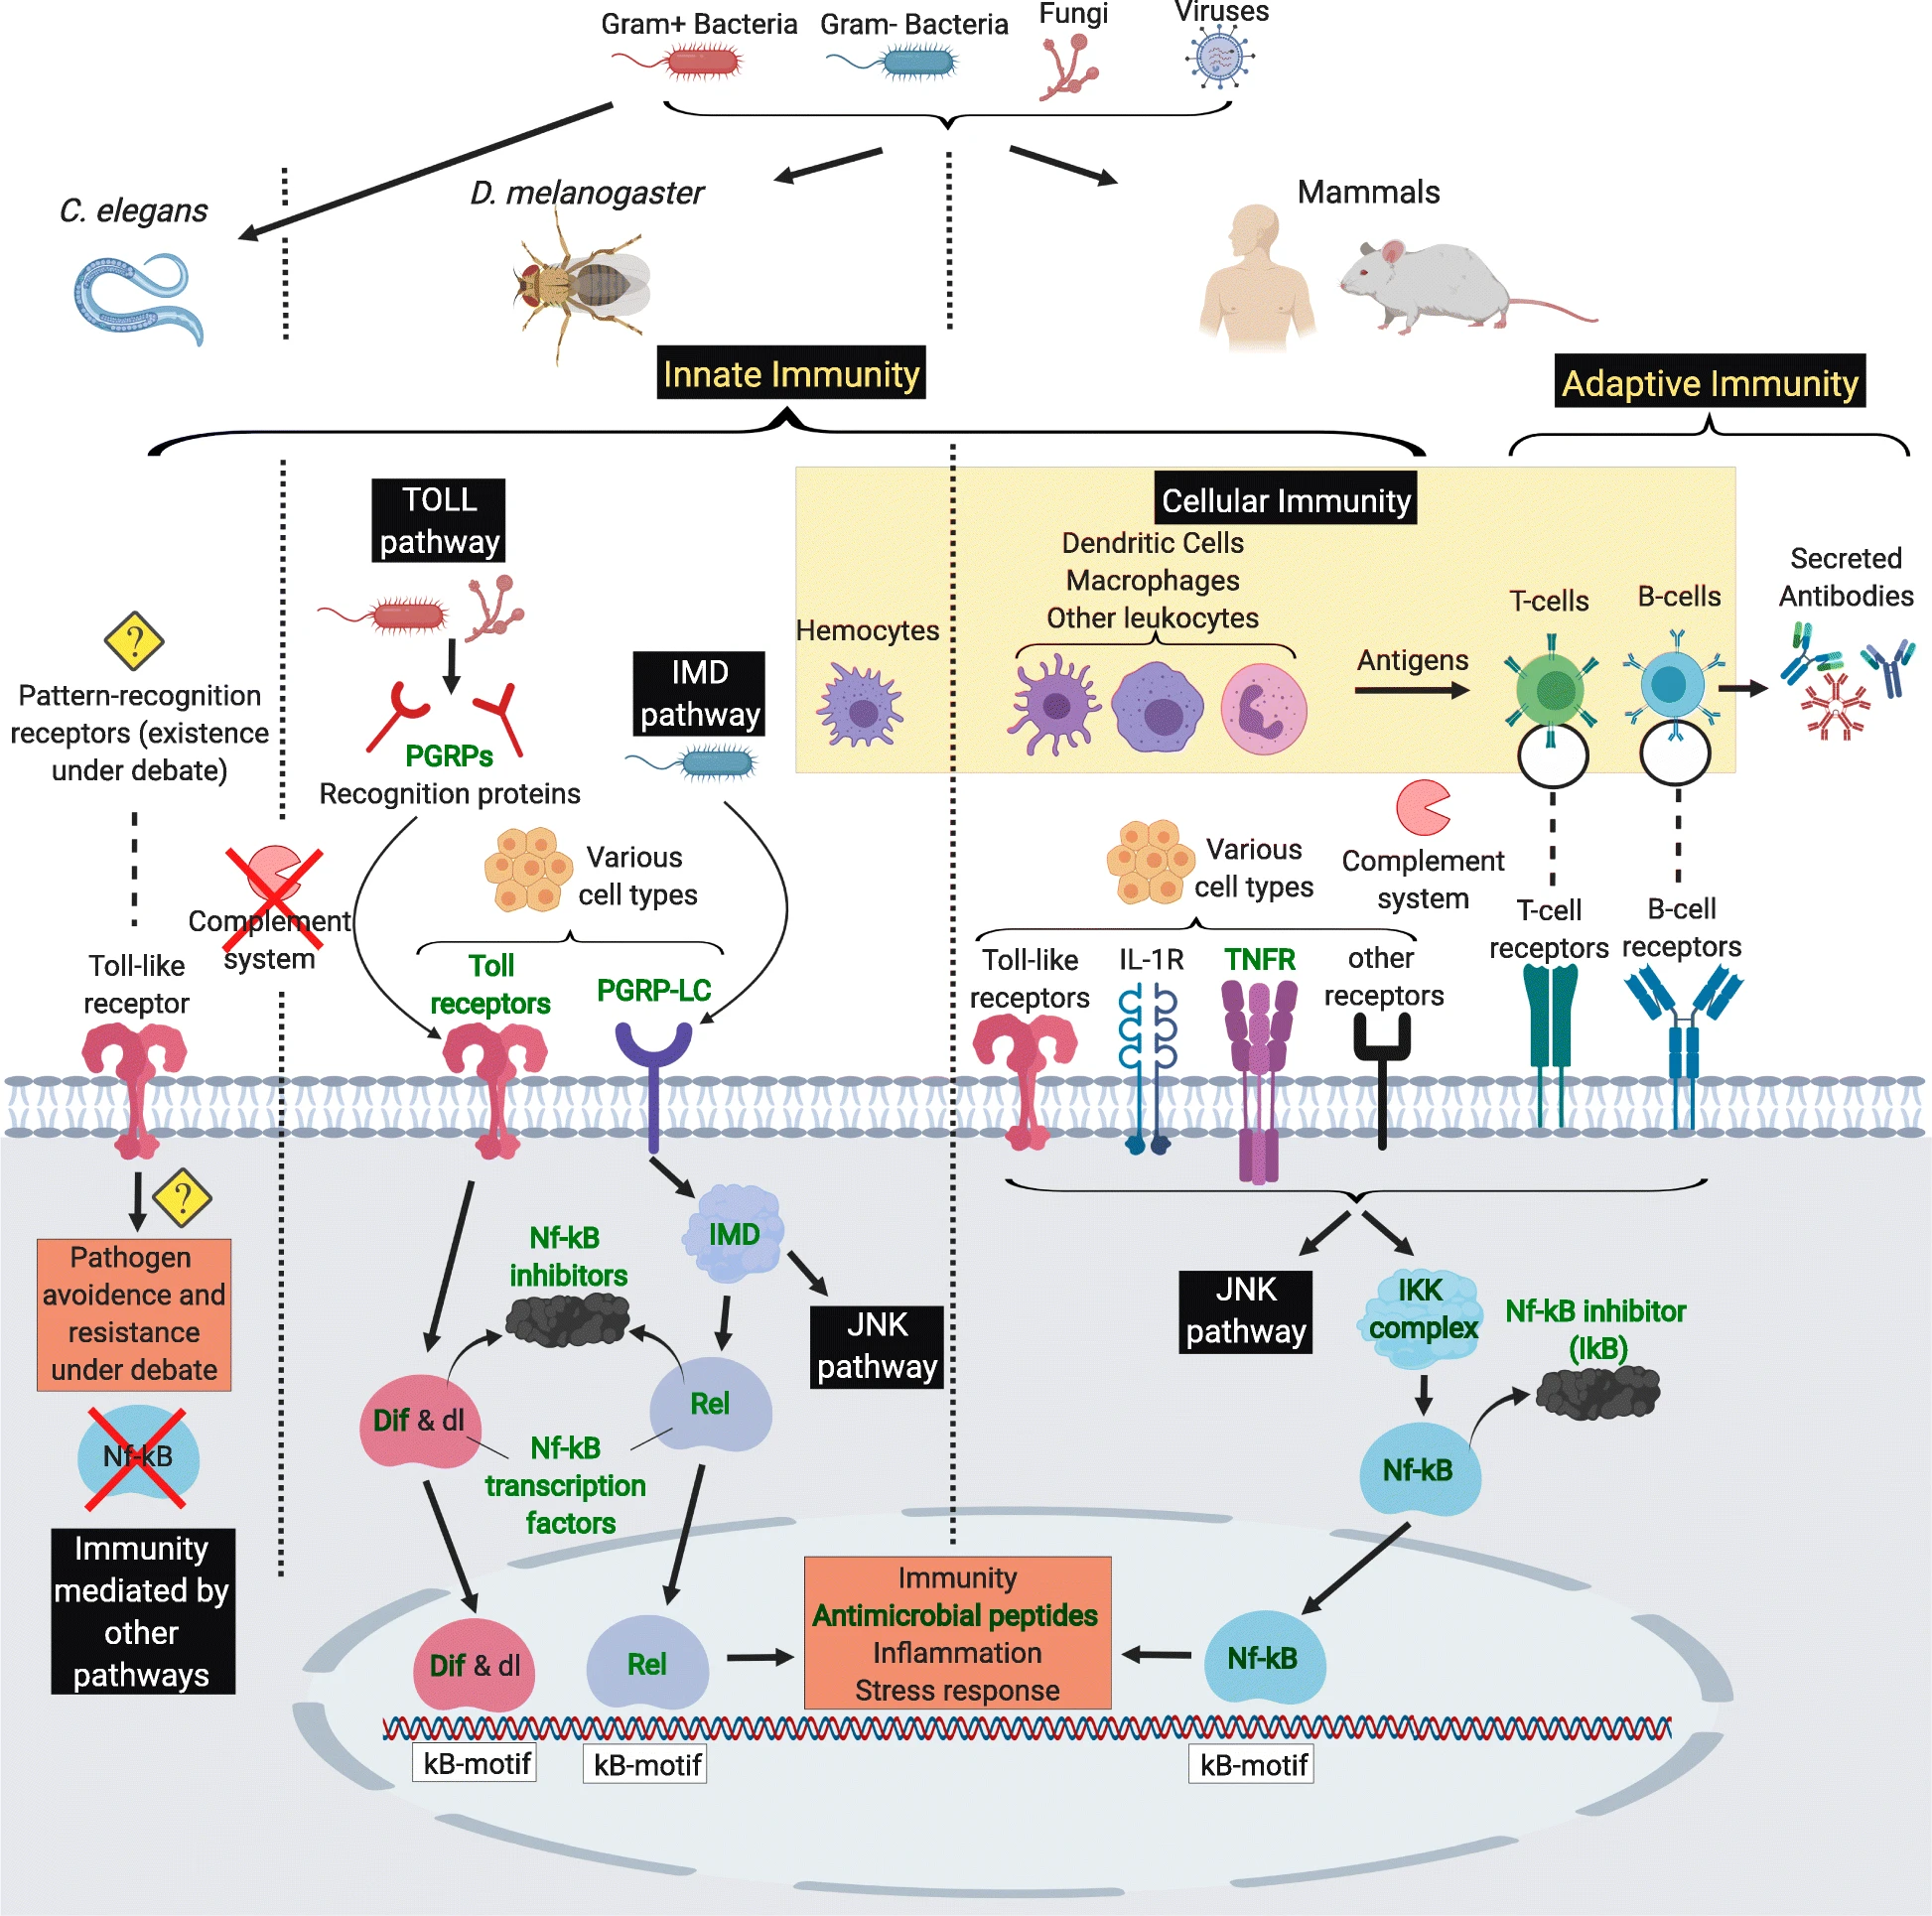 Gram+ Bacteria
Gram- Bacteria
Fungi
Viruses
C. elegans
D. melanogaster
Mammals
Innate Immunity
Adaptive Immunity
TOLL
pathway
Cellular Immunity
Dendritic Cells
Macrophages
Other leukocytes
Hemocytes
Antigens
T-cells
B-cells
Secreted
Antibodies
?
Pattern-recognition
receptors (existence
under debate)
PGRPs
Recognition proteins
IMD
pathway
Various
cell types
Complement
system
Toll-like
receptor
Toll
receptors
PGRP-LC
Various
cell types
Complement
system
T-cell
receptors
B-cell
receptors
Toll-like
receptors
IL-1R
TNFR
other
receptors
?
Pathogen
avoidence and
resistance
under debate
Nf-kB
Immunity
mediated by
other
pathways
Nf-kB
inhibitors
IMD
JNK
pathway
Dif & dl
Rel
Nf-kB
transcription
factors
JNK
pathway
IKK
complex
Nf-kB inhibitor
(IkB)
Nf-kB
Dif & dl
Rel
Immunity
Antimicrobial peptides
Inflammation
Stress response
Nf-kB
kB-motif
kB-motif
kB-motif